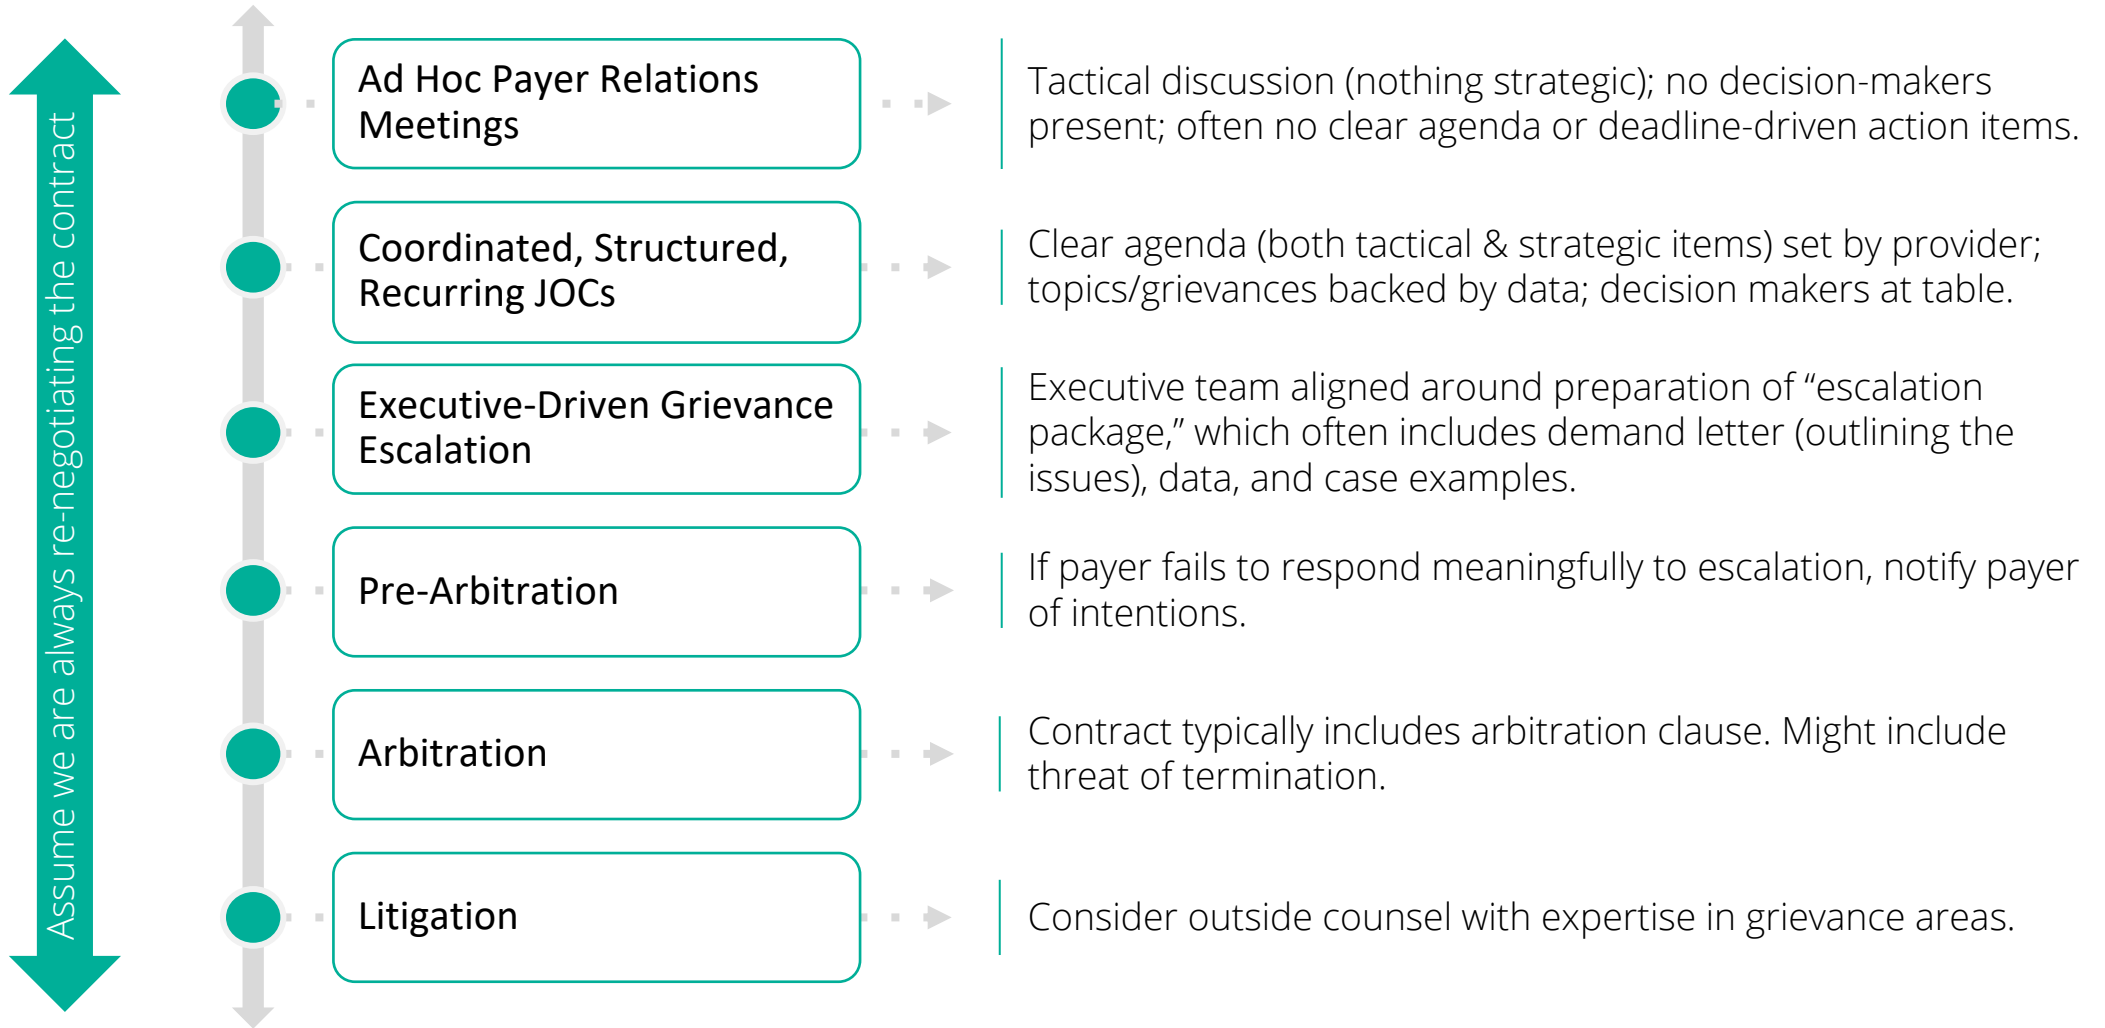 Assume we are always re-negotiating the contract
Ad Hoc Payer Relations
Meetings
Tactical discussion (nothing strategic); no decision-makers
present; often no clear agenda or deadline-driven action items.
Coordinated, Structured,
Recurring JOCs
Clear agenda (both tactical & strategic items) set by provider;
topics/grievances backed by data; decision makers at table.
Executive-Driven Grievance
Escalation
Executive team aligned around preparation of “escalation
package,” which often includes demand letter (outlining the
issues), data, and case examples.
Pre-Arbitration
If payer fails to respond meaningfully to escalation, notify payer
of intentions.
Arbitration
Contract typically includes arbitration clause. Might include
threat of termination.
Litigation
Consider outside counsel with expertise in grievance areas.